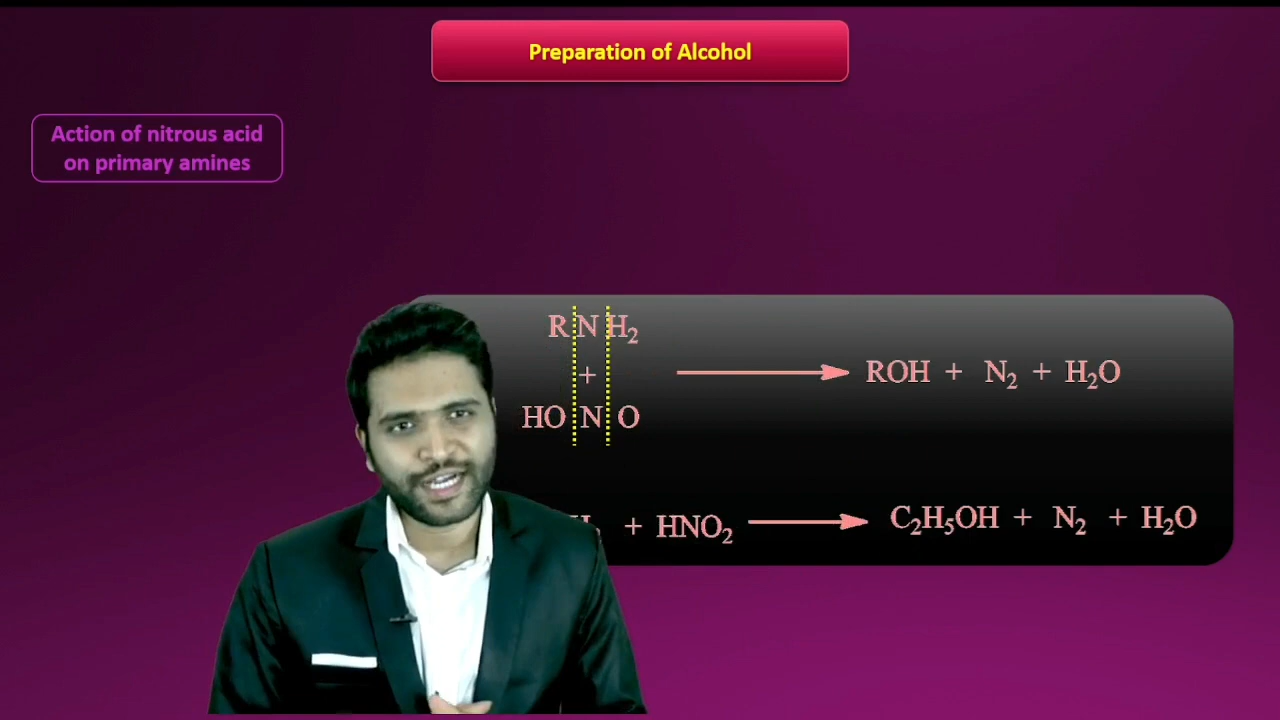 Preparation of Alcohol
Action of nitrous acid
on primary amines
R N H₂
+
HO N O
ROH + N₂ + H₂O
+ HNO₂ C₂H₅OH + N₂ + H₂O